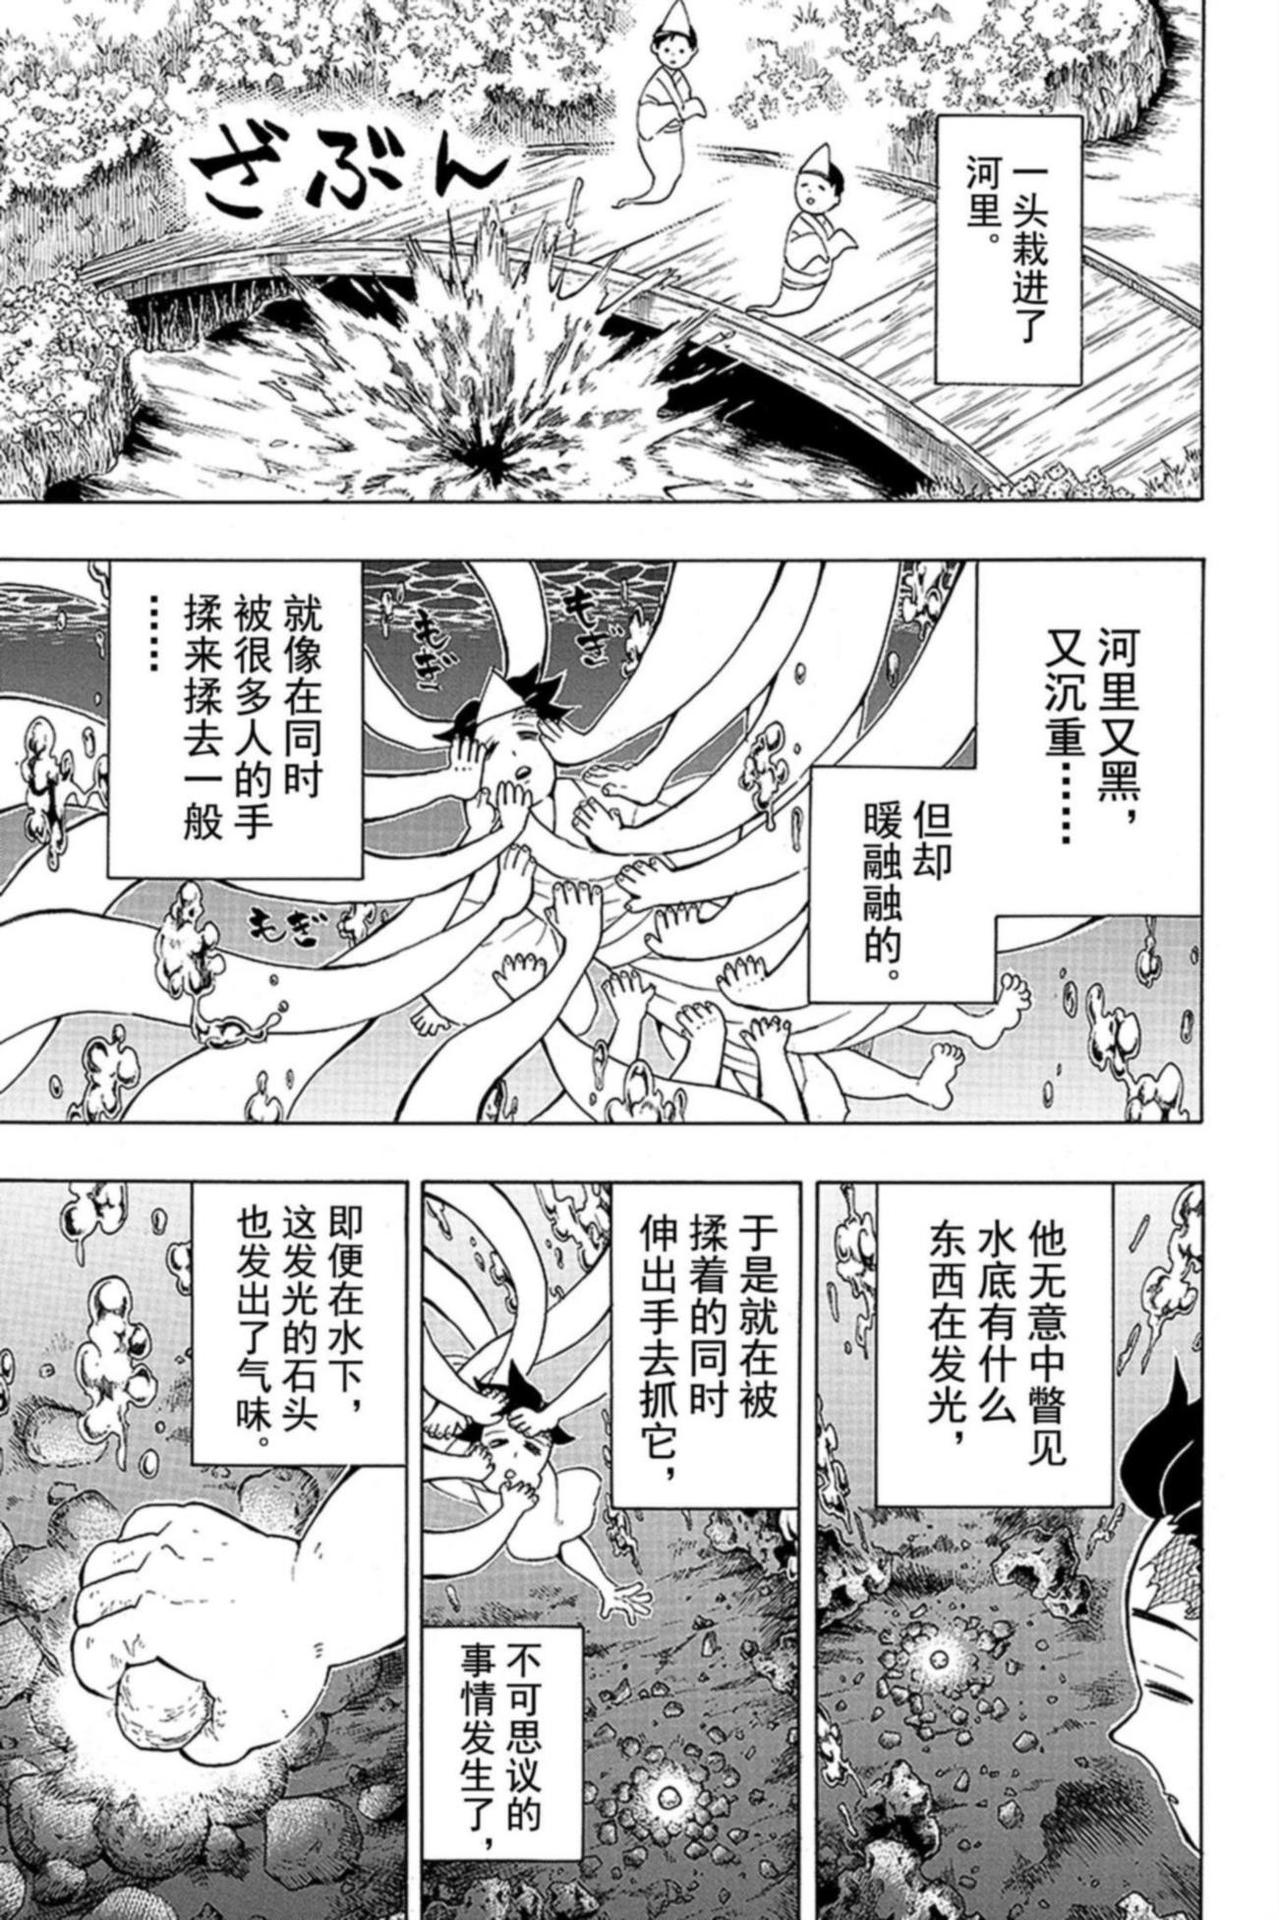 一头栽进了
河里。
ざぶん
河里又黑，
又沉重……
但却
暖融融的。
もぎ
もぎ
就像在同时
被很多人的手
揉来揉去一般
……
もぎ
他无意中瞥见
水底有什么
东西在发光，
于是就在被
揉着的同时
伸出手去抓它，
不可思议的
事情发生了，
即便在水下，
这发光的石头
也发出了气味。